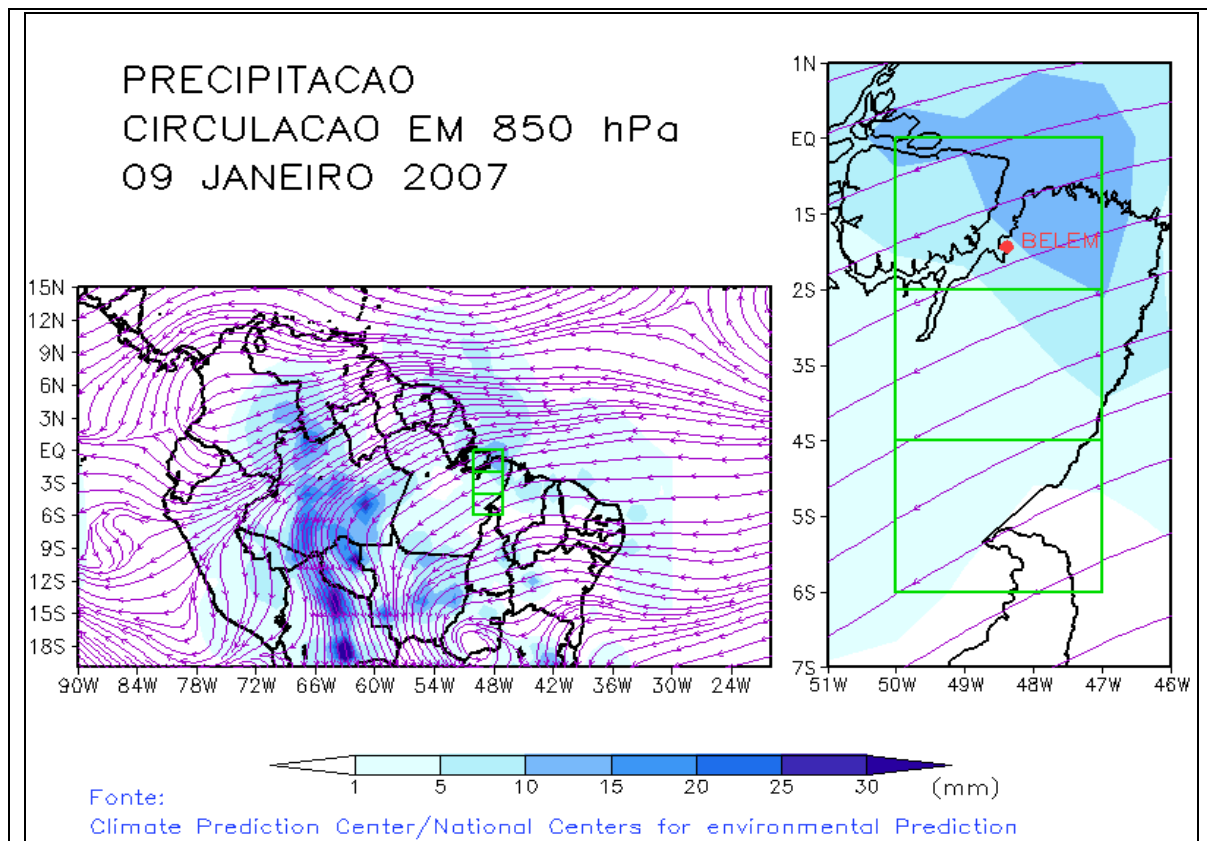 PRECIPITACAO
CIRCULACAO EM 850 hPa
09 JANEIRO 2007
1N
EQ
1S
2S
3S
4S
5S
6S
7S
51W 50W 49W 48W 47W 46W
BELEM
15N
12N
9N
6N
3N
EQ
3S
6S
9S
12S
15S
18S
90W 84W 78W 72W 66W 60W 54W 48W 42W 36W 30W 24W
1 5 10 15 20 25 30 (mm)
Fonte:
Climate Prediction Center/National Centers for environmental Prediction